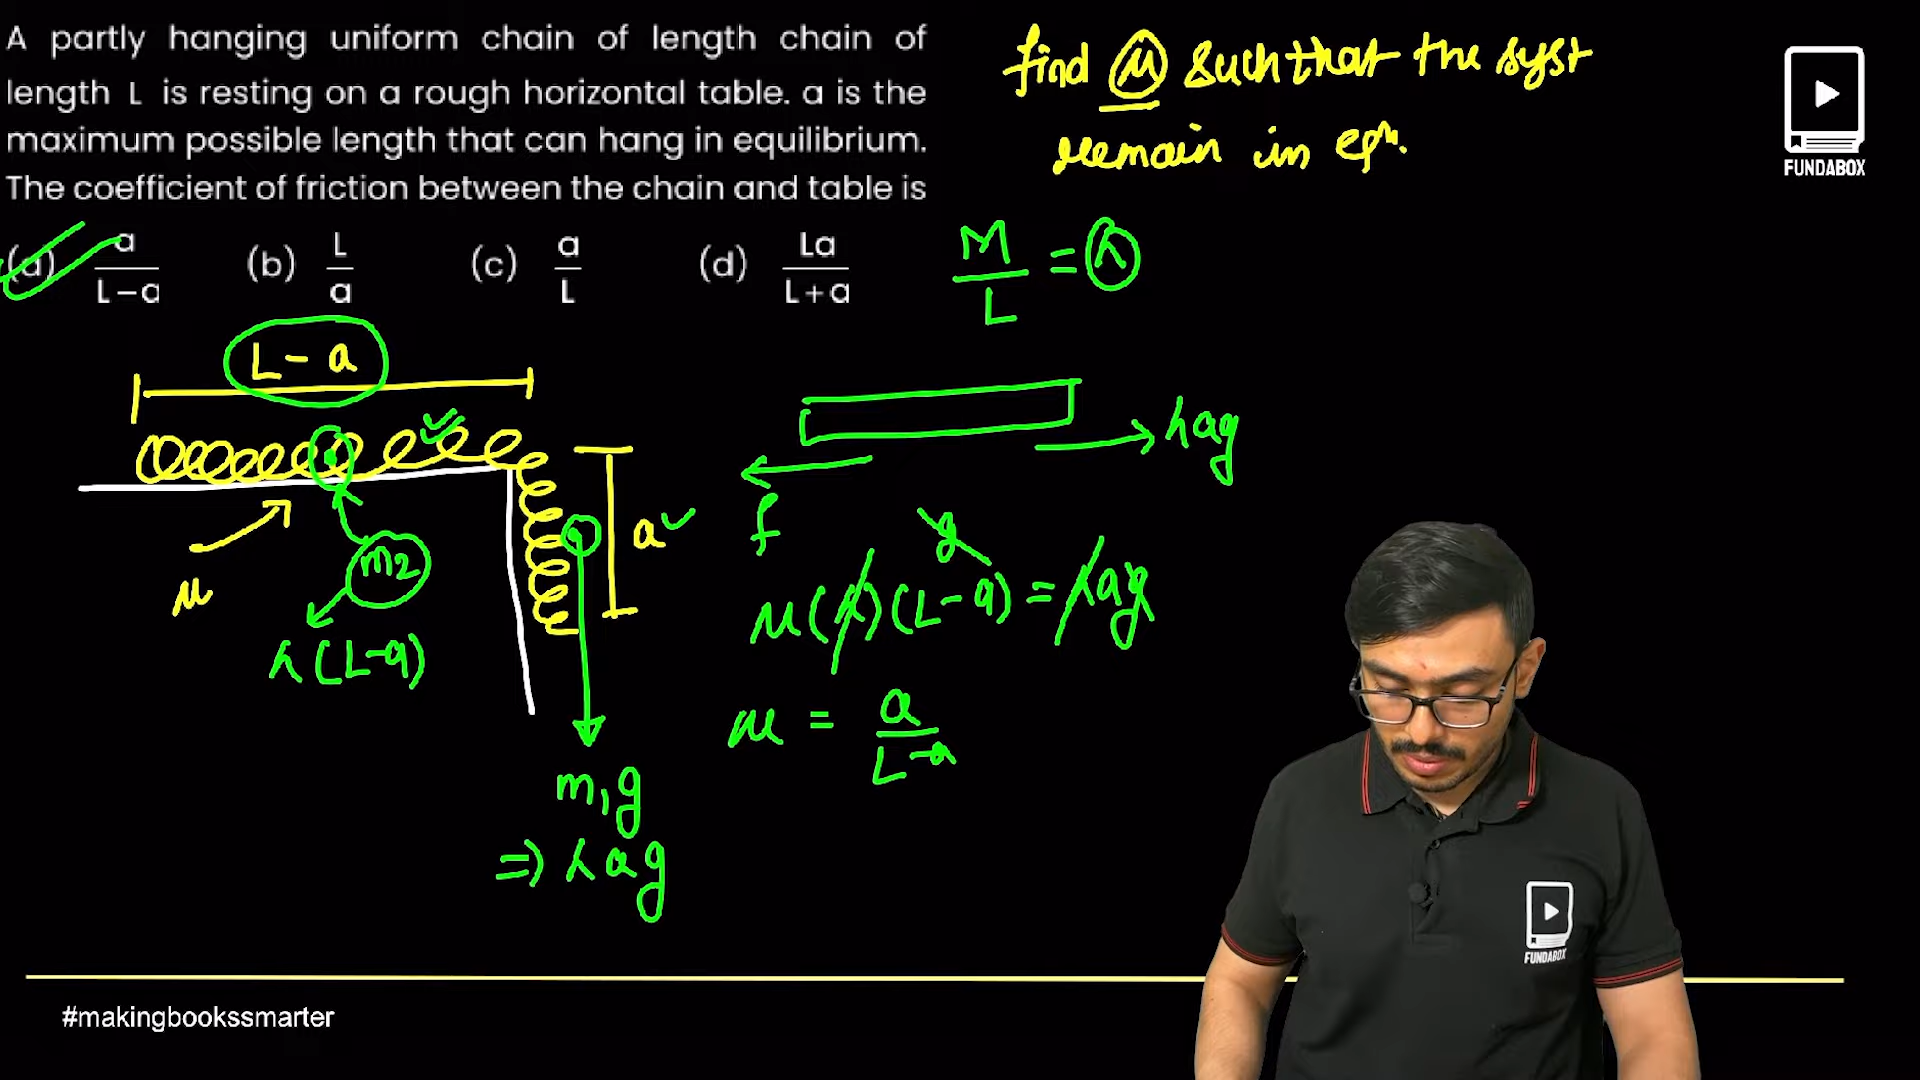 A partly hanging uniform chain of length chain of
length L is resting on a rough horizontal table. a is the
maximum possible length that can hang in equilibrium.
The coefficient of friction between the chain and table is
(a) a/(L-a) (b) L/a (c) a/L (d) La/(L+a)
find μ such that the syst
remain in eqn.
FUNDABOX
M/L = λ
L-a
λag
f
a
μ
m2
λ(L-a)
μ(λ)(L-a)g = λag
μ = a/(L-a)
m1g
⇒ λag
FUNDABOX
#makingbookssmarter